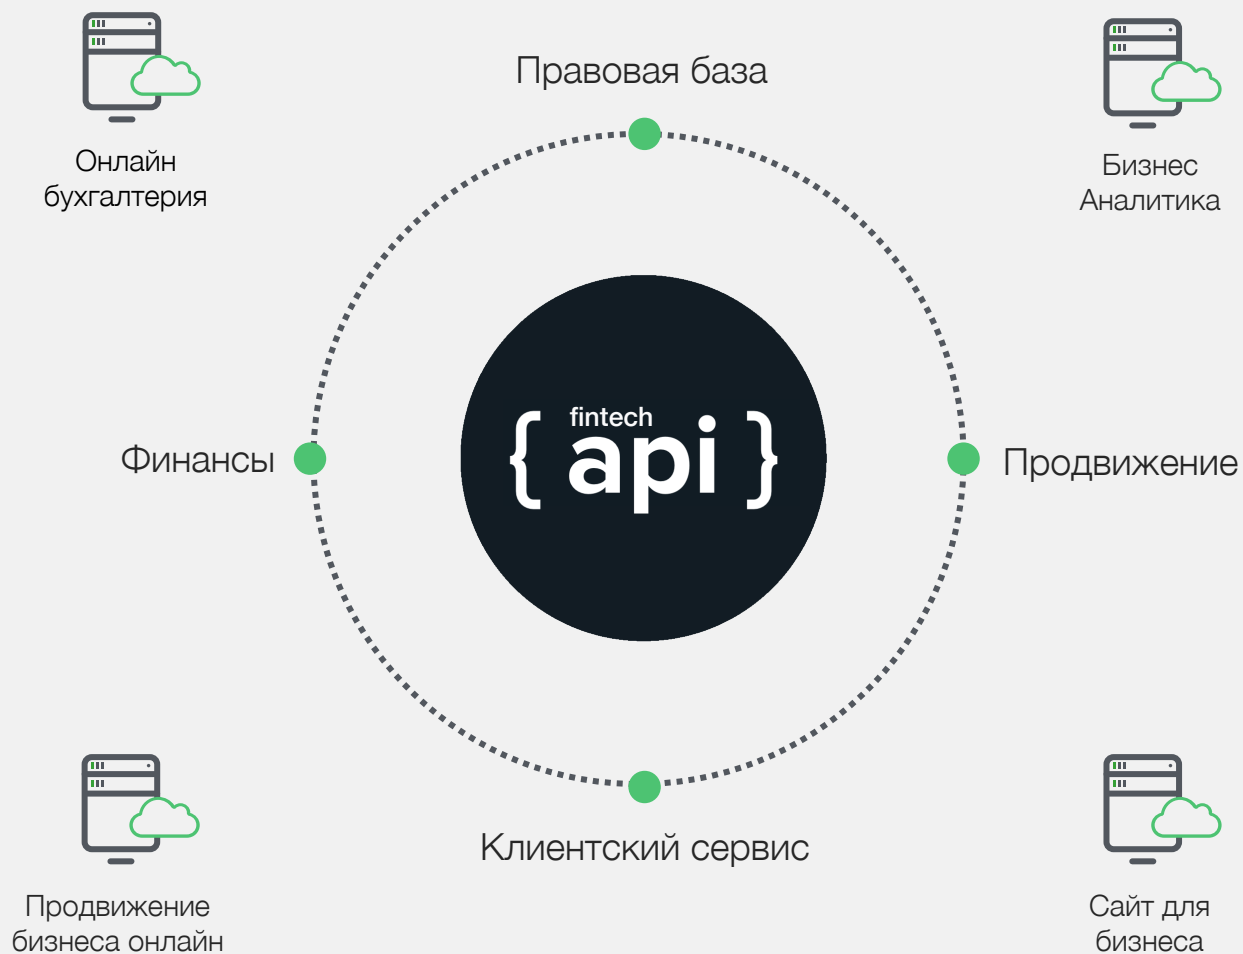 Правовая база
Онлайн
бухгалтерия
Бизнес
Аналитика
Финансы
{ fintech
api }
Продвижение
Клиентский сервис
Продвижение
бизнеса онлайн
Сайт для
бизнеса